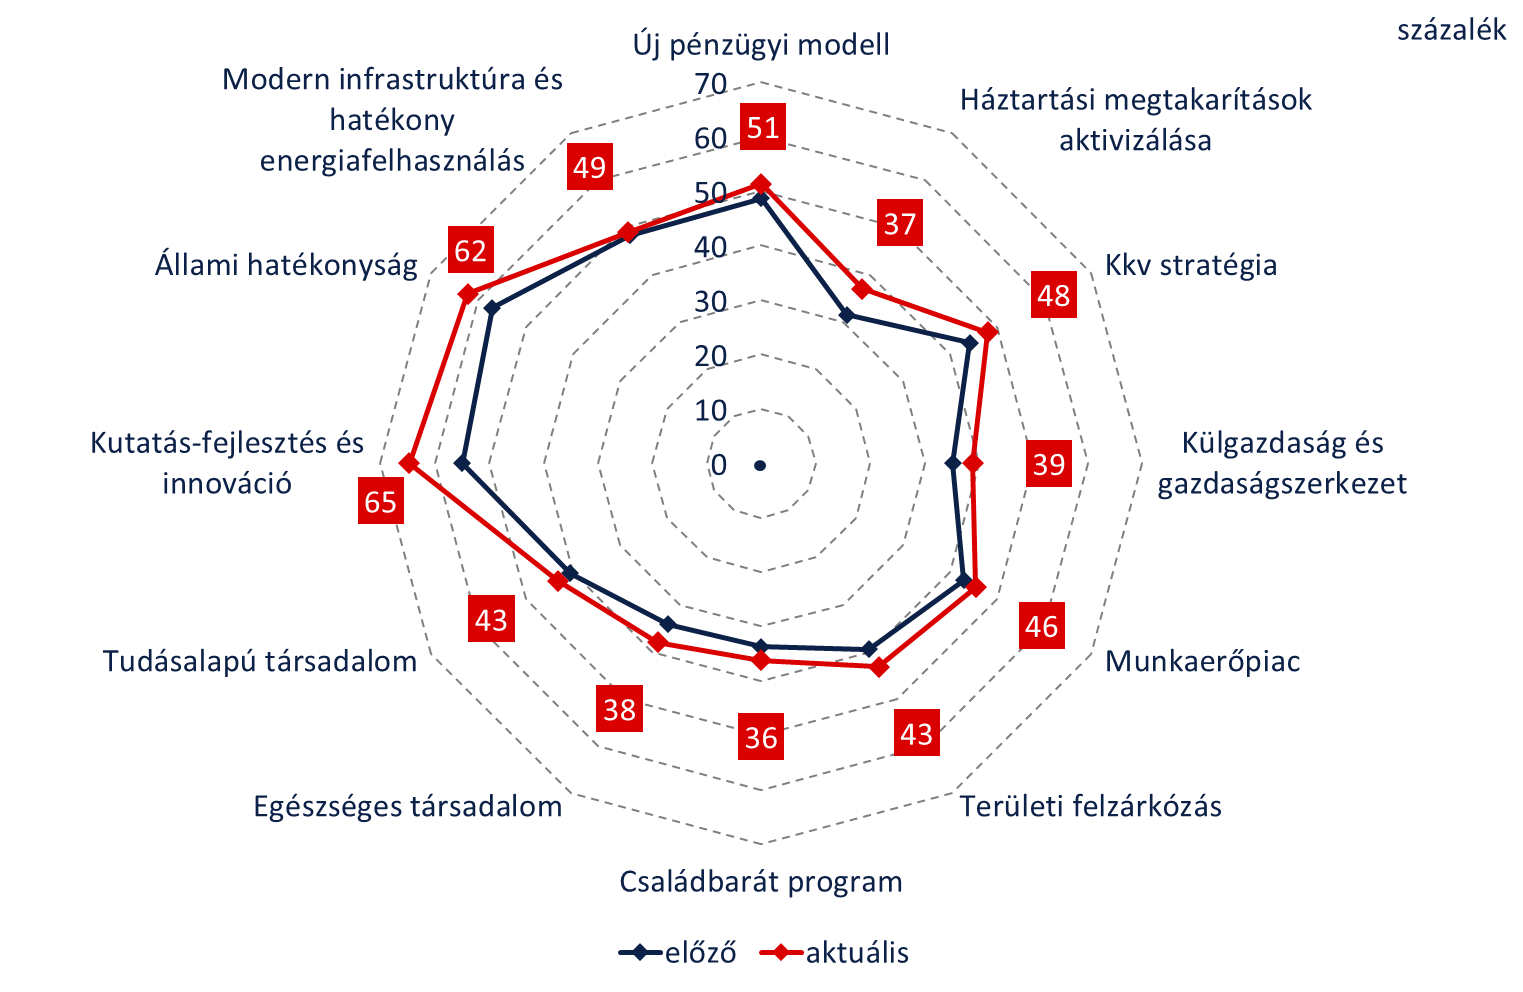 százalék
Új pénzügyi modell
Háztartási megtakarítások
aktivizálása
Kkv stratégia
Külgazdaság és
gazdaságszerkezet
Munkaerőpiac
Területi felzárkózás
Családbarát program
Egészséges társadalom
Tudásalapú társadalom
Kutatás-fejlesztés és
innováció
Állami hatékonyság
Modern infrastruktúra és
hatékony
energiafelhasználás
70
60
50
40
30
20
10
0
51
37
48
39
46
43
36
38
43
65
62
49
előző
aktuális